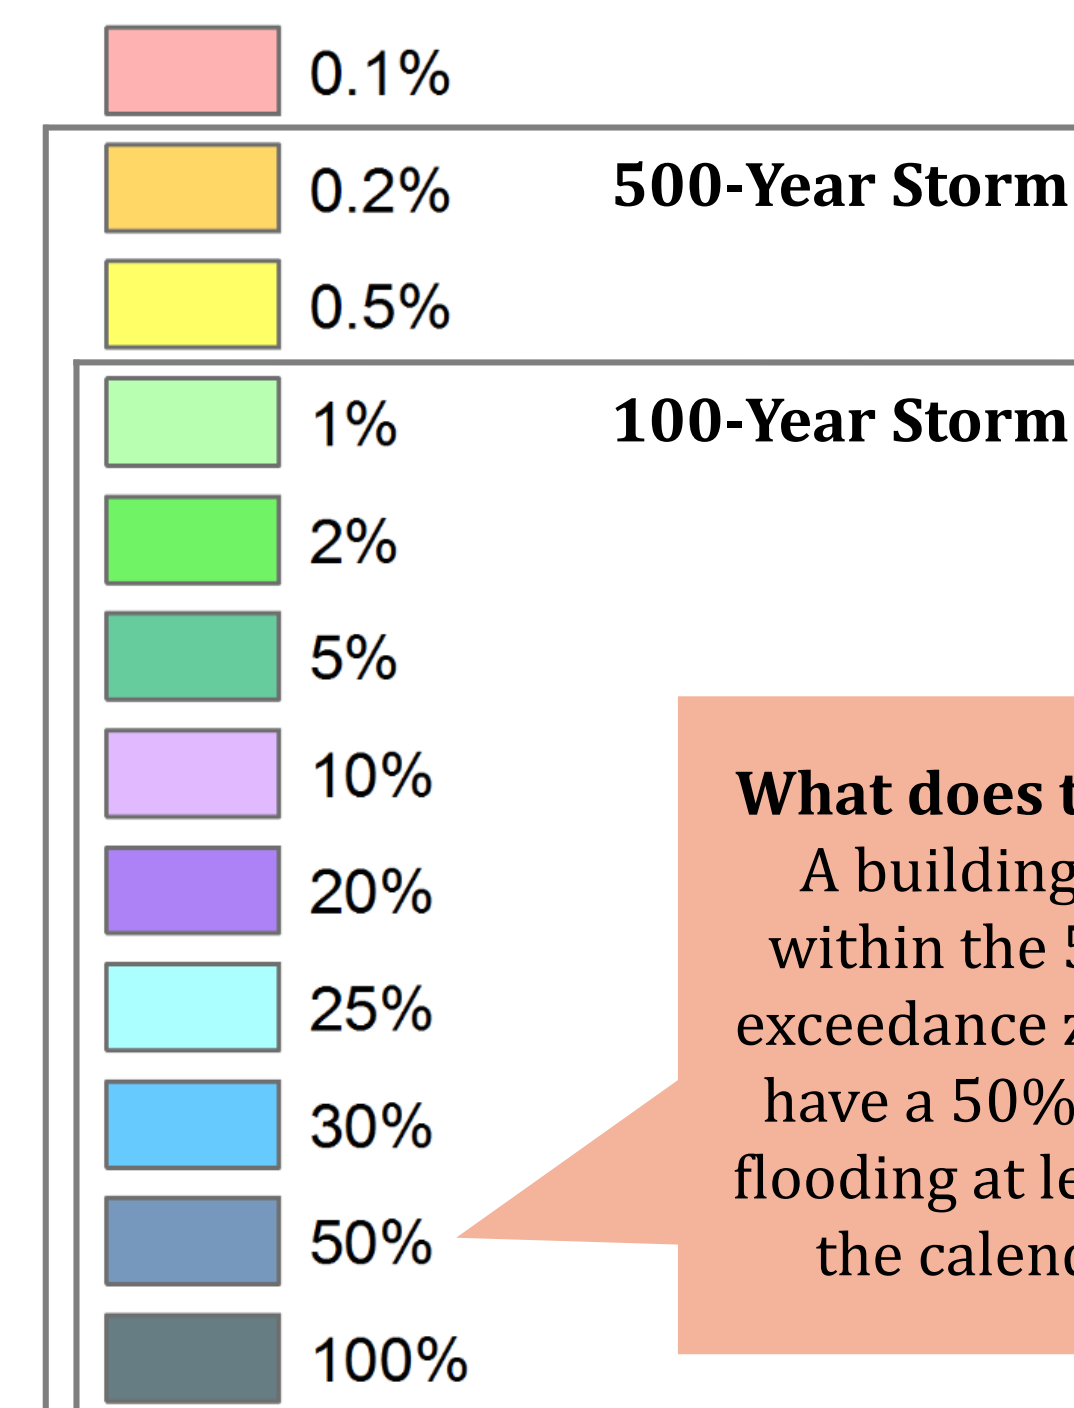 0.1%
0.2% 500-Year Storm
0.5%
1% 100-Year Storm
2%
5%
10%
20%
25%
30%
50%
100%
What does
A building
within the
exceedance
have a 50%
flooding at
the